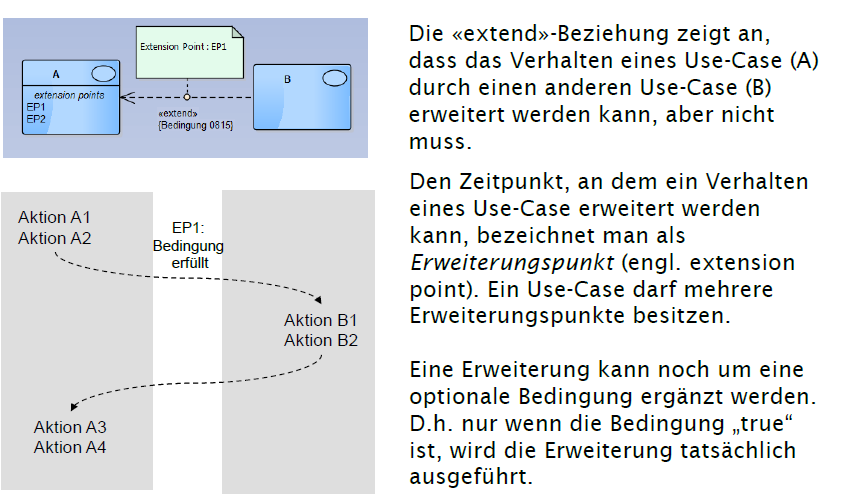 Extension Point : EP1
A
extension points
EP1
EP2
B
«extend»
{Bedingung 0815}
Die «extend»-Beziehung zeigt an,
dass das Verhalten eines Use-Case (A)
durch einen anderen Use-Case (B)
erweitert werden kann, aber nicht
muss.
Den Zeitpunkt, an dem ein Verhalten
eines Use-Case erweitert werden
kann, bezeichnet man als
Erweiterungspunkt (engl. extension
point). Ein Use-Case darf mehrere
Erweiterungspunkte besitzen.
Eine Erweiterung kann noch um eine
optionale Bedingung ergänzt werden.
D.h. nur wenn die Bedingung „true“
ist, wird die Erweiterung tatsächlich
ausgeführt.
Aktion A1
Aktion A2
EP1:
Bedingung
erfüllt
Aktion B1
Aktion B2
Aktion A3
Aktion A4